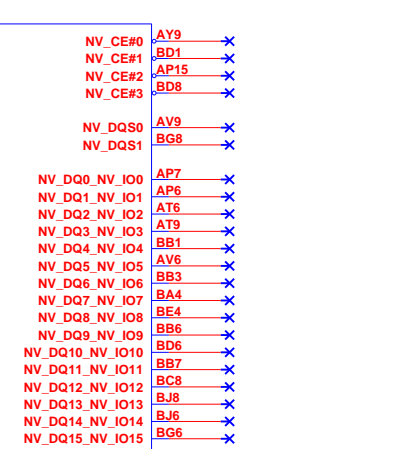 NV_CE#0 AY9
NV_CE#1 BD1
NV_CE#2 AP15
NV_CE#3 BD8
NV_DQS0 AV9
NV_DQS1 BG8
NV_DQ0_NV_IO0 AP7
NV_DQ1_NV_IO1 AP6
NV_DQ2_NV_IO2 AT6
NV_DQ3_NV_IO3 AT9
NV_DQ4_NV_IO4 BB1
NV_DQ5_NV_IO5 AV6
NV_DQ6_NV_IO6 BB3
NV_DQ7_NV_IO7 BA4
NV_DQ8_NV_IO8 BE4
NV_DQ9_NV_IO9 BB6
NV_DQ10_NV_IO10 BD6
NV_DQ11_NV_IO11 BB7
NV_DQ12_NV_IO12 BC8
NV_DQ13_NV_IO13 BJ8
NV_DQ14_NV_IO14 BJ6
NV_DQ15_NV_IO15 BG6